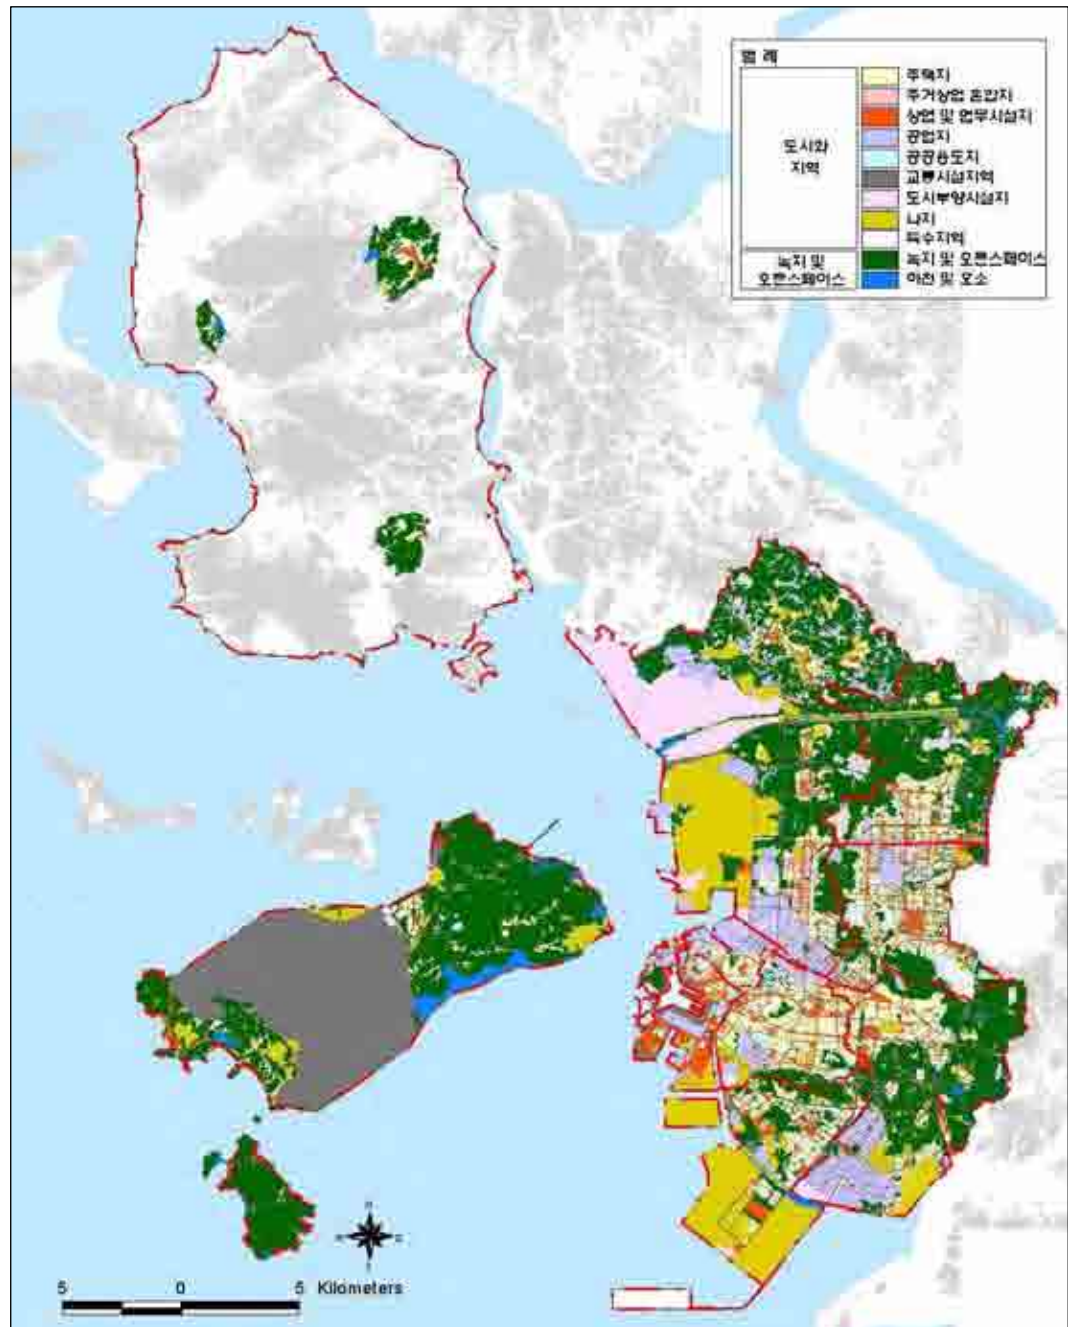 범 례
도시화
지역
녹지 및
오픈스페이스
주택지
주거상업 혼합지
상업 및 업무시설지
공업지
공공용도지
교통시설지역
도시부양시설지
나지
특수지역
녹지 및 오픈스페이스
하천 및 호소
5 0 5 Kilometers